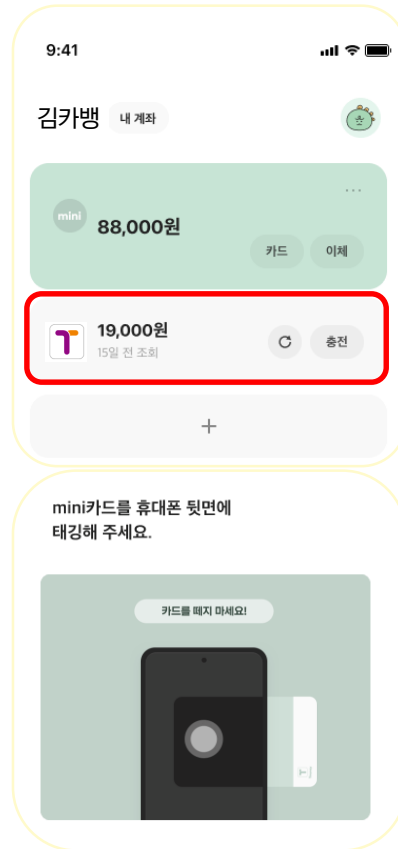 9:41
김카뱅 내 계좌
mini
88,000원
카드 이체
19,000원
15일 전 조회
충전
mini카드를 휴대폰 뒷면에
태깅해 주세요.
카드를 떼지 마세요!